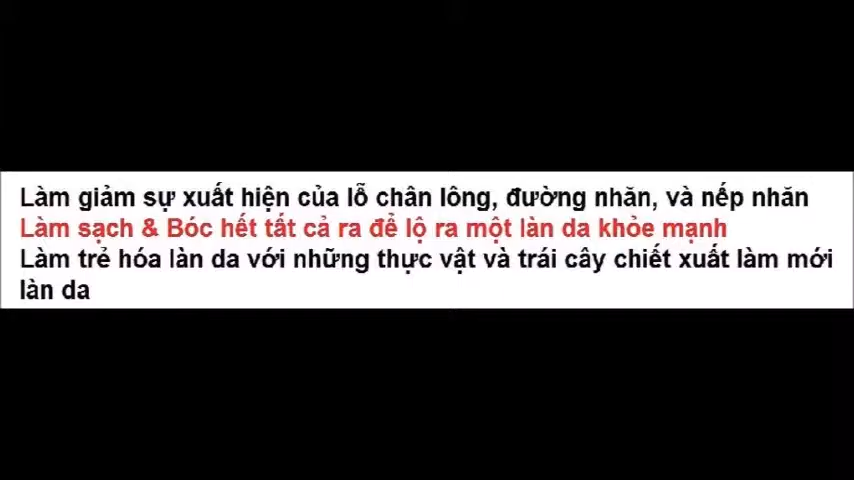 Làm giảm sự xuất hiện của lỗ chân lông, đường nhăn, và nếp nhăn
Làm sạch & Bóc hết tất cả ra để lộ ra một làn da khỏe mạnh
Làm trẻ hóa làn da với những thực vật và trái cây chiết xuất làm mới
làn da